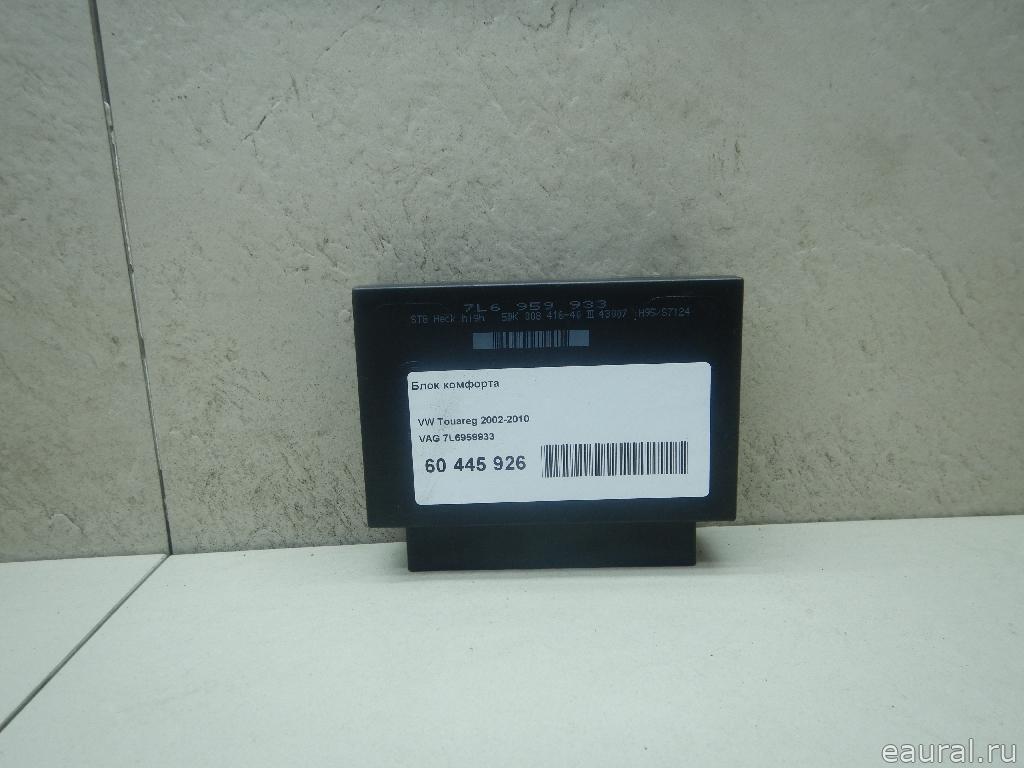 7L6 959 933
STG Heck high 5DK 008 416-40 III 43007 H95/S7124
Блок комфорта
VW Touareg 2002-2010
VAG 7L6959933
60 445 926
eaural.ru